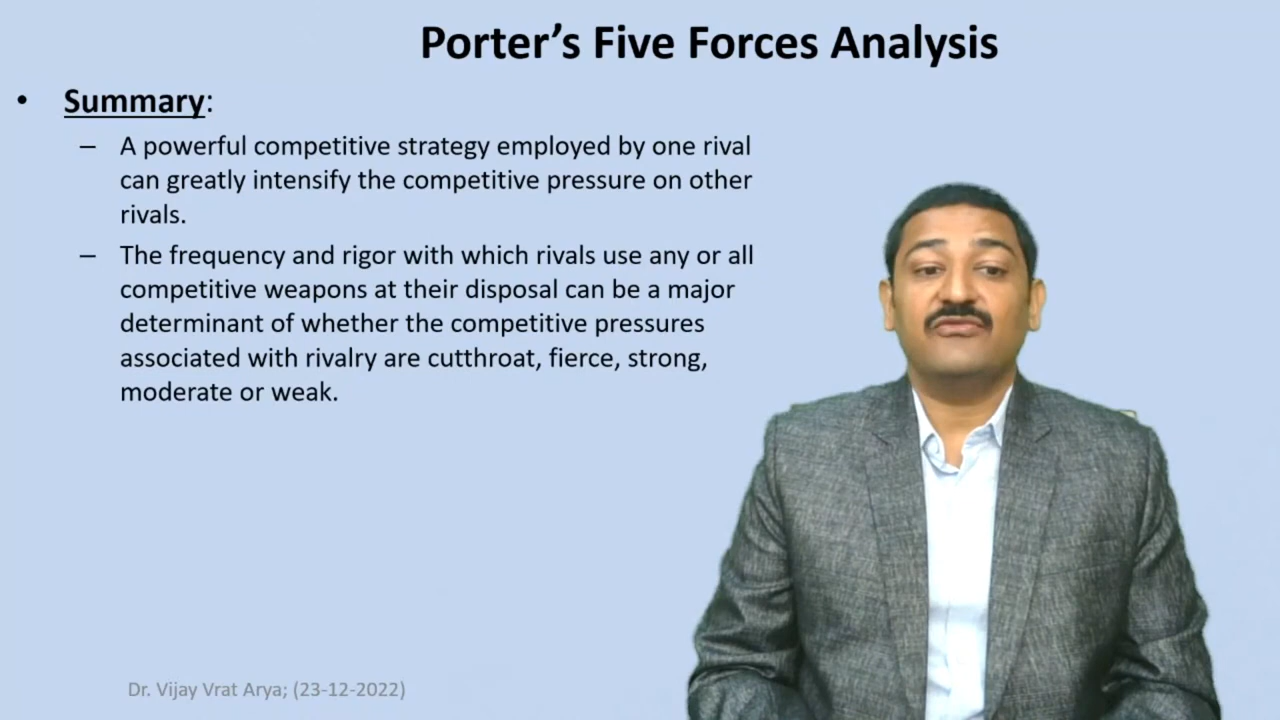 Porter’s Five Forces Analysis
• Summary:
– A powerful competitive strategy employed by one rival
can greatly intensify the competitive pressure on other
rivals.
– The frequency and rigor with which rivals use any or all
competitive weapons at their disposal can be a major
determinant of whether the competitive pressures
associated with rivalry are cutthroat, fierce, strong,
moderate or weak.
Dr. Vijay Vrat Arya; (23-12-2022)